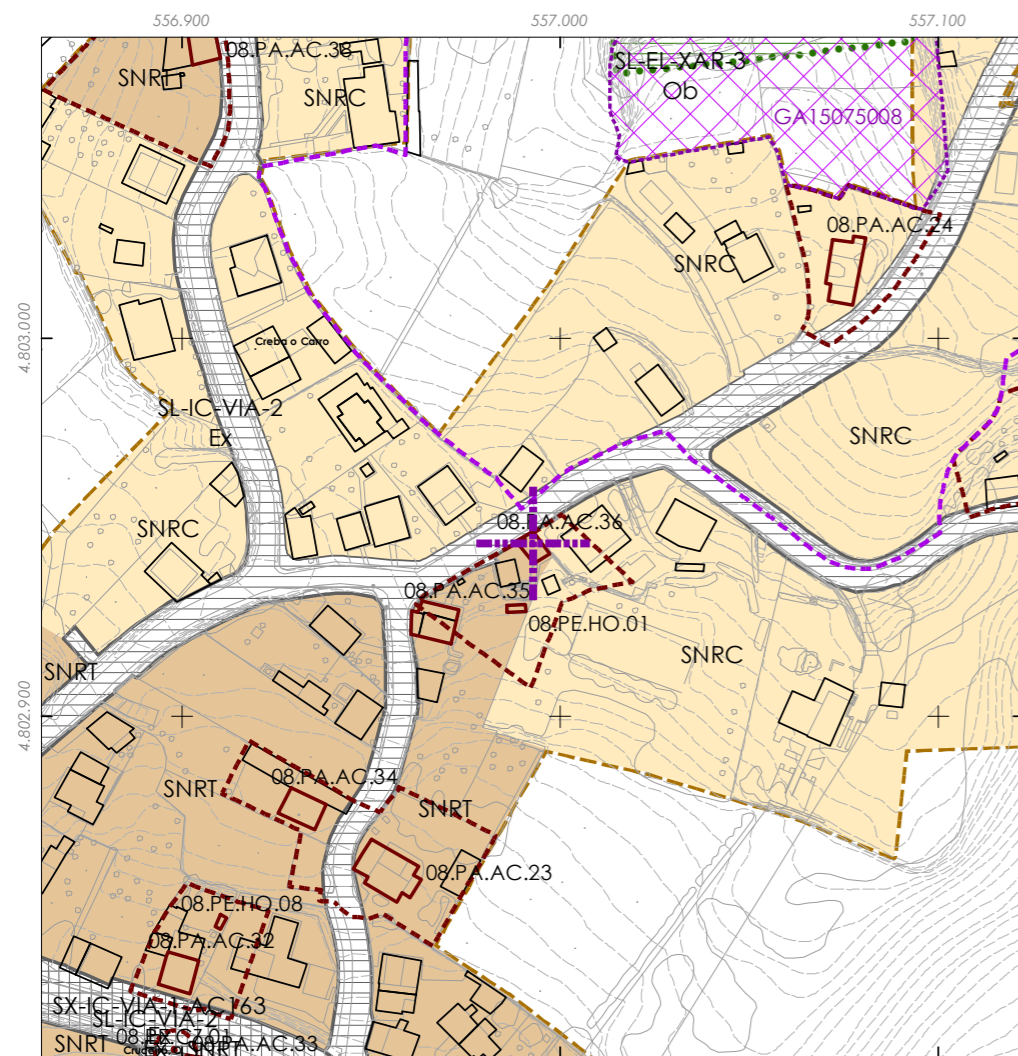 556.900
557.000
557.100
08.PA.AC.38
SNRT
SNRC
SL-EL-XAR-3
Ob
GA15075008
08.PA.AC.24
SNRC
4.803.000
Creba o Carro
SL-IC-VIA-2
EX
SNRC
SNRC
08.PA.AC.36
08.PA.AC.35
08.PE.HO.01
SNRC
SNRT
4.802.900
08.PA.AC.34
SNRT
SNRT
08.PA.AC.23
08.PE.HO.08
08.PA.AC.32
SX-IC-VIA-1.AC163
SL-IC-VIA-2
08.PA.AC.33
SNRT
SNRT